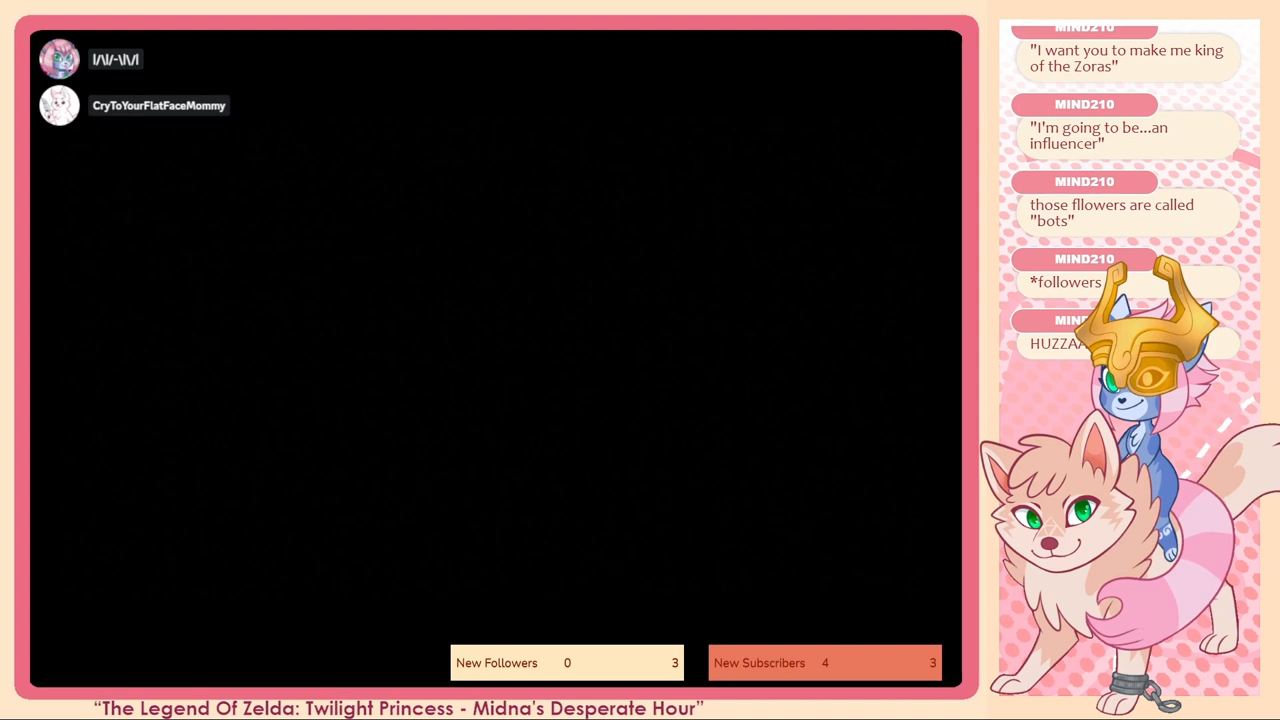 I/\I/-\I\/I
CryToYourFlatFaceMommy
MIND210
"I want you to make me king
of the Zoras"
MIND210
"I'm going to be...an
influencer"
MIND210
those fllowers are called
"bots"
MIND210
*followers
HUZZAA
New Followers 0 3
New Subscribers 4 3
“The Legend Of Zelda: Twilight Princess - Midna's Desperate Hour”